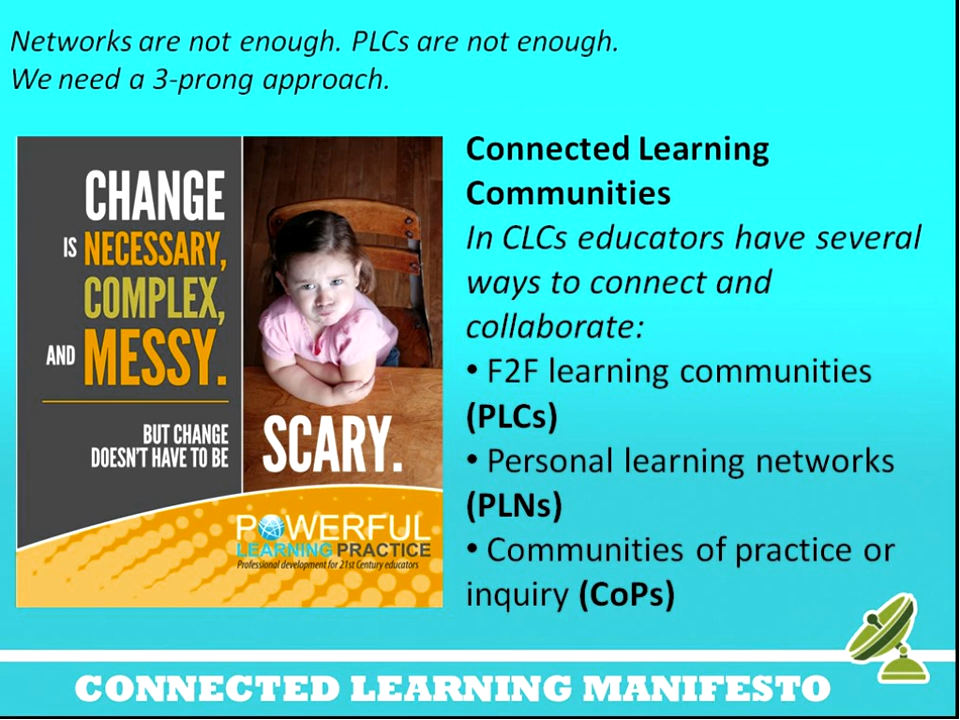 Networks are not enough. PLCs are not enough.
We need a 3-prong approach.
CHANGE
IS NECESSARY,
COMPLEX,
AND MESSY.
BUT CHANGE
DOESN'T HAVE TO BE
SCARY.
POWERFUL
LEARNING PRACTICE
Professional development for 21st Century educators
Connected Learning
Communities
In CLCs educators have several
ways to connect and
collaborate:
• F2F learning communities
(PLCs)
• Personal learning networks
(PLNs)
• Communities of practice or
inquiry (CoPs)
CONNECTED LEARNING MANIFESTO